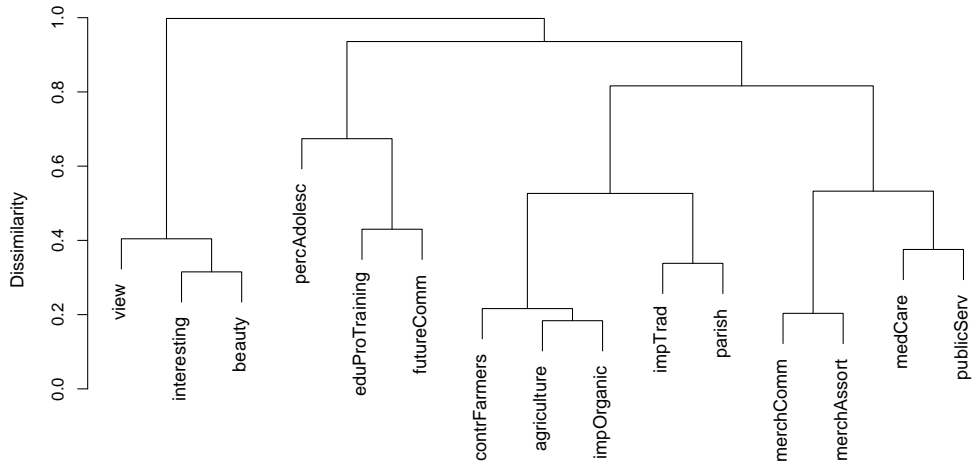 Dissimilarity
1.0
0.8
0.6
0.4
0.2
0.0
view
interesting
beauty
percAdolesc
eduProTraining
futureComm
contrFarmers
agriculture
impOrganic
impTrad
parish
merchComm
merchAssort
medCare
publicServ